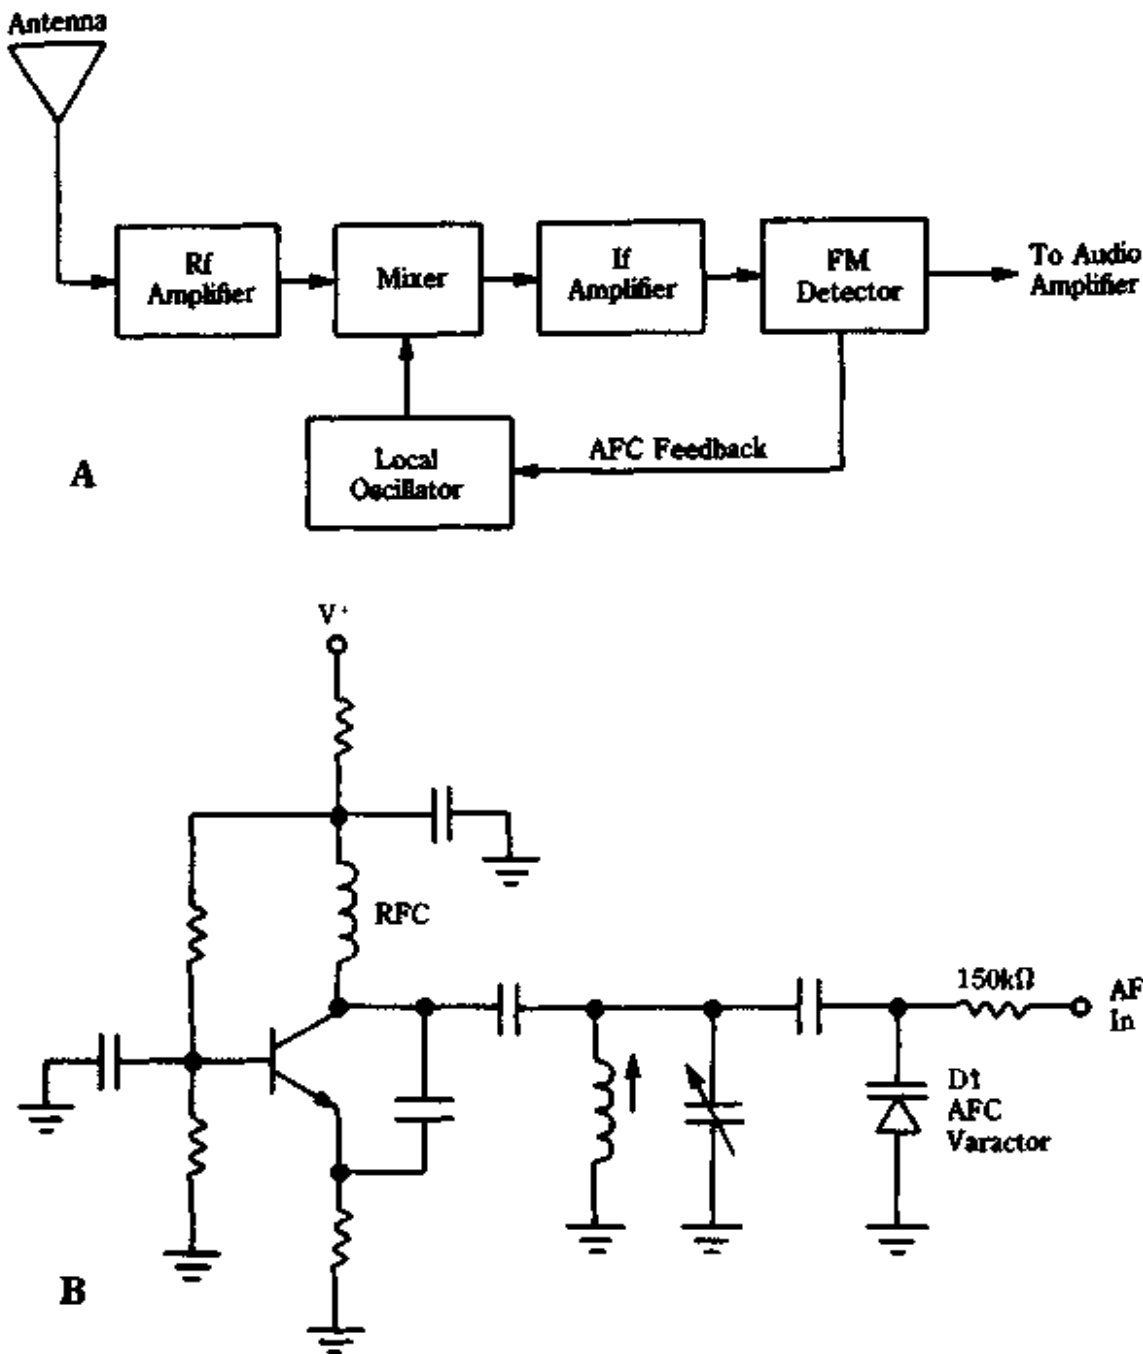 Antenna
Rf
Amplifier
Mixer
If
Amplifier
FM
Detector
To Audio
Amplifier
Local
Oscillator
AFC Feedback
A
V+
RFC
150kΩ
AF
In
D1
AFC
Varactor
B